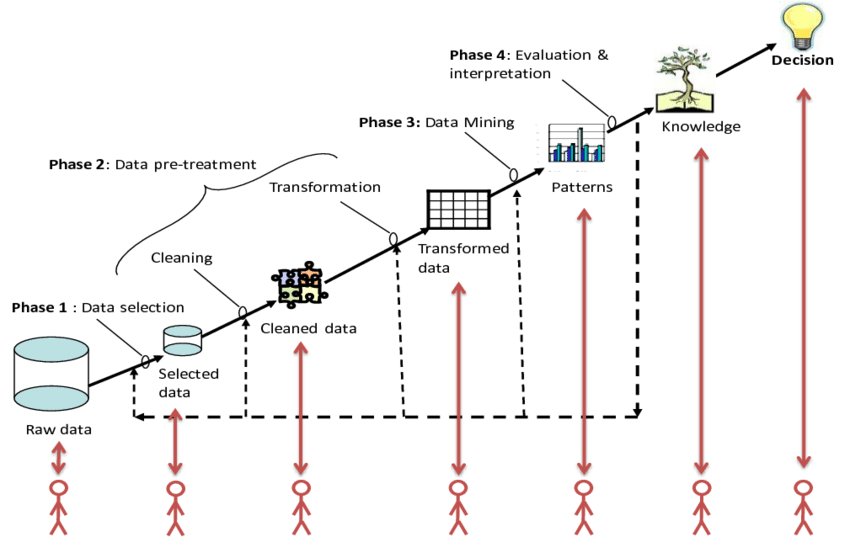 Decision
Phase 4: Evaluation &
interpretation
Knowledge
Phase 3: Data Mining
Patterns
Phase 2: Data pre-treatment
Transformation
Transformed
data
Cleaning
Cleaned data
Phase 1 : Data selection
Selected
data
Raw data